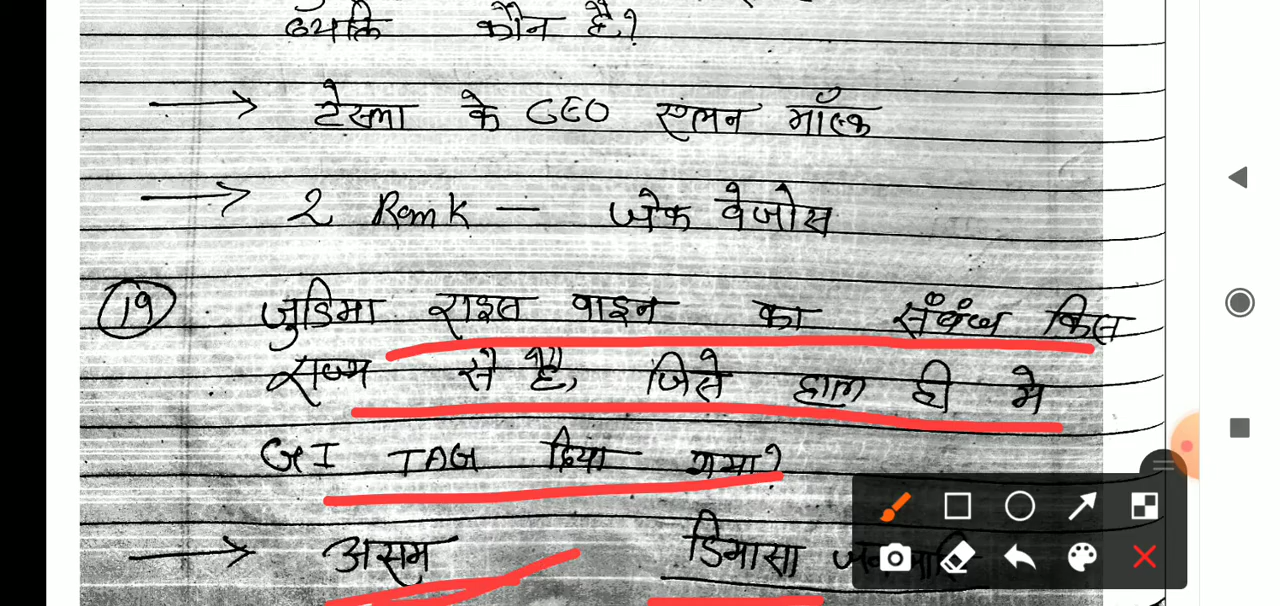 व्यक्ति कौन है?
→ टेस्ला के CEO एलन मॉस्क
→ 2 Rank — जेफ वेजोस
19 जुडिमा राइस वाइन का संबंध किस
राज्य से है, जिसे हाल ही मे
GI TAG दिया गया?
→ असम डिमासा